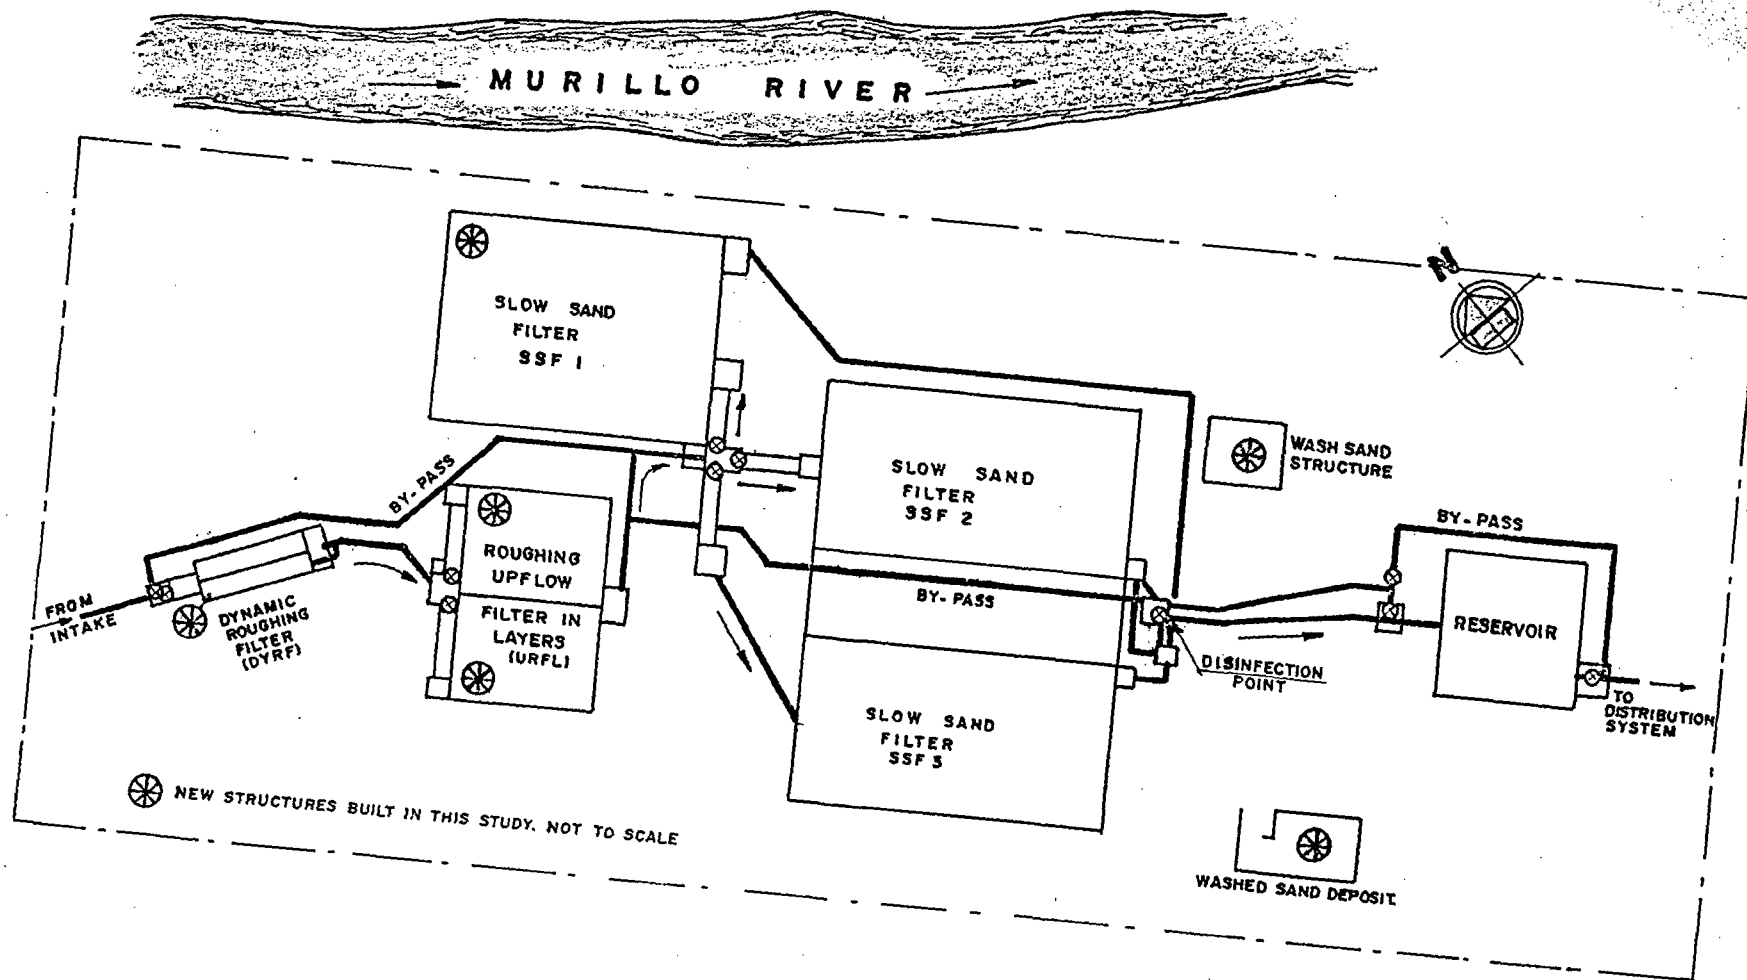 MURILLO RIVER
N
SLOW SAND
FILTER
SSF 1
BY-PASS
SLOW SAND
FILTER
SSF 2
WASH SAND
STRUCTURE
BY-PASS
ROUGHING
UPFLOW
FILTER IN
LAYERS
(URFL)
FROM
INTAKE
DYNAMIC
ROUGHING
FILTER
(DYRF)
BY-PASS
RESERVOIR
DISINFECTION
POINT
TO
DISTRIBUTION
SYSTEM
SLOW SAND
FILTER
SSF 3
NEW STRUCTURES BUILT IN THIS STUDY. NOT TO SCALE
WASHED SAND DEPOSIT.